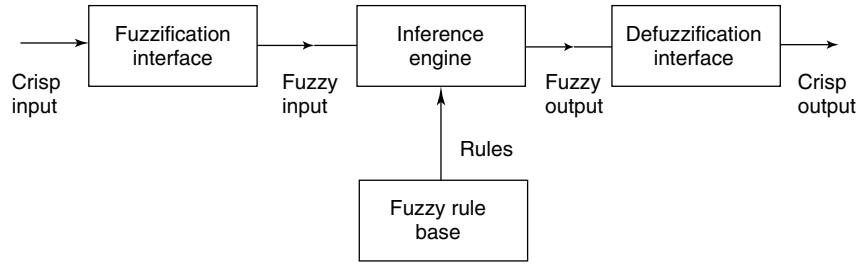 Fuzzification
interface
Inference
engine
Defuzzification
interface
Crisp
input
Fuzzy
input
Fuzzy
output
Crisp
output
Rules
Fuzzy rule
base